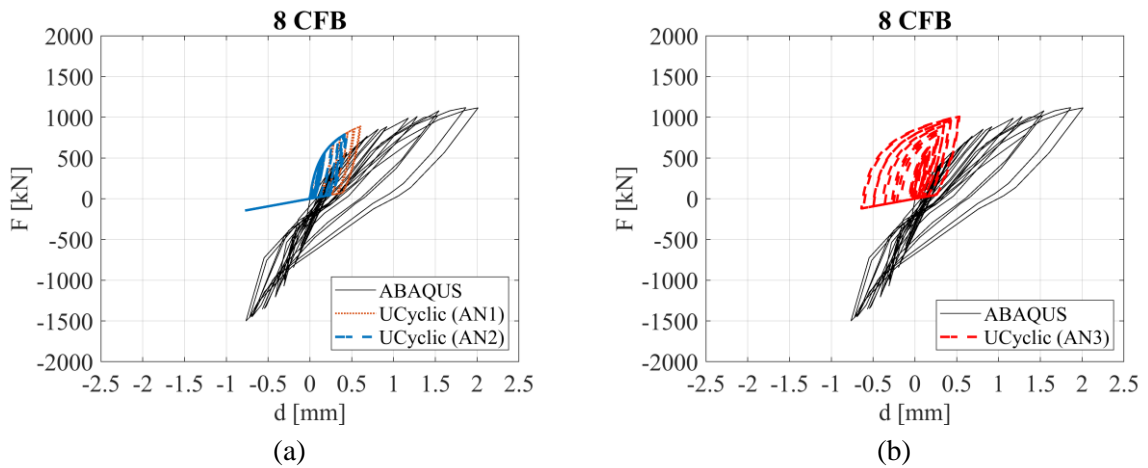 8 CFB
2000
1500
1000
500
0
-500
-1000
-1500
-2000
F [kN]
ABAQUS
UCyclic (AN1)
UCyclic (AN2)
-2.5 -2 -1.5 -1 -0.5 0 0.5 1 1.5 2 2.5
d [mm]
(a)
8 CFB
2000
1500
1000
500
0
-500
-1000
-1500
-2000
F [kN]
ABAQUS
UCyclic (AN3)
-2.5 -2 -1.5 -1 -0.5 0 0.5 1 1.5 2 2.5
d [mm]
(b)